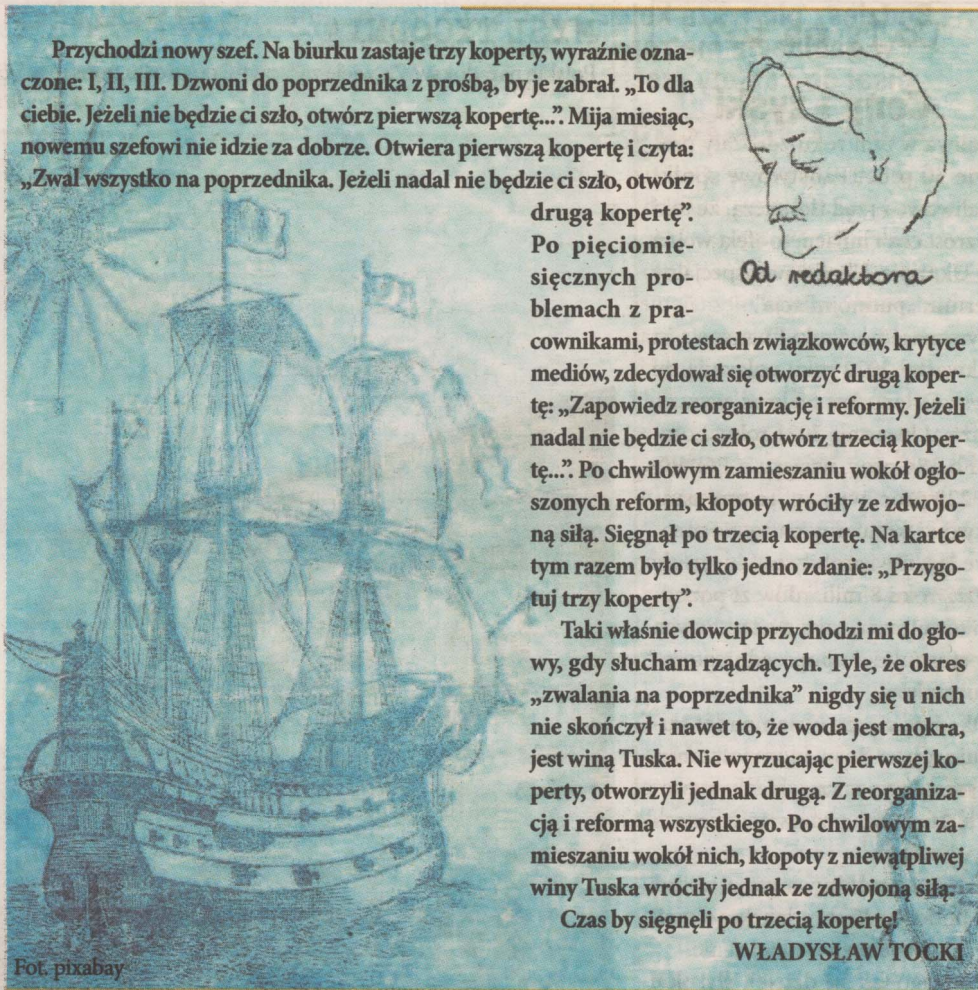 Przychodzi nowy szef. Na biurku zastaje trzy koperty, wyraźnie ozna-
czone: I, II, III. Dzwoni do poprzednika z prośbą, by je zabrał. „To dla
ciebie. Jeżeli nie będzie ci szło, otwórz pierwszą kopertę...”. Mija miesiąc,
nowemu szefowi nie idzie za dobrze. Otwiera pierwszą kopertę i czyta:
„Zwal wszystko na poprzednika. Jeżeli nadal nie będzie ci szło, otwórz
drugą kopertę”.
Po pięciomie-
sięcznych pro-
blemach z pra-
cownikami, protestach związkowców, krytyce
mediów, zdecydował się otworzyć drugą koper-
tę: „Zapowiedz reorganizację i reformy. Jeżeli
nadal nie będzie ci szło, otwórz trzecią koper-
tę...”. Po chwilowym zamieszaniu wokół ogło-
szonych reform, kłopoty wróciły ze zdwojo-
ną siłą. Sięgnął po trzecią kopertę. Na kartce
tym razem było tylko jedno zdanie: „Przygo-
tuj trzy koperty”.
Taki właśnie dowcip przychodzi mi do gło-
wy, gdy słucham rządzących. Tyle, że okres
„zwalania na poprzednika” nigdy się u nich
nie skończył i nawet to, że woda jest mokra,
jest winą Tuska. Nie wyrzucając pierwszej ko-
perty, otworzyli jednak drugą. Z reorganiza-
cją i reformą wszystkiego. Po chwilowym za-
mieszaniu wokół nich, kłopoty z niewątpliwej
winy Tuska wróciły jednak ze zdwojoną siłą.
Czas by sięgnęli po trzecią kopertę!
WŁADYSŁAW TOCKI
Od redaktora
Fot. pixabay